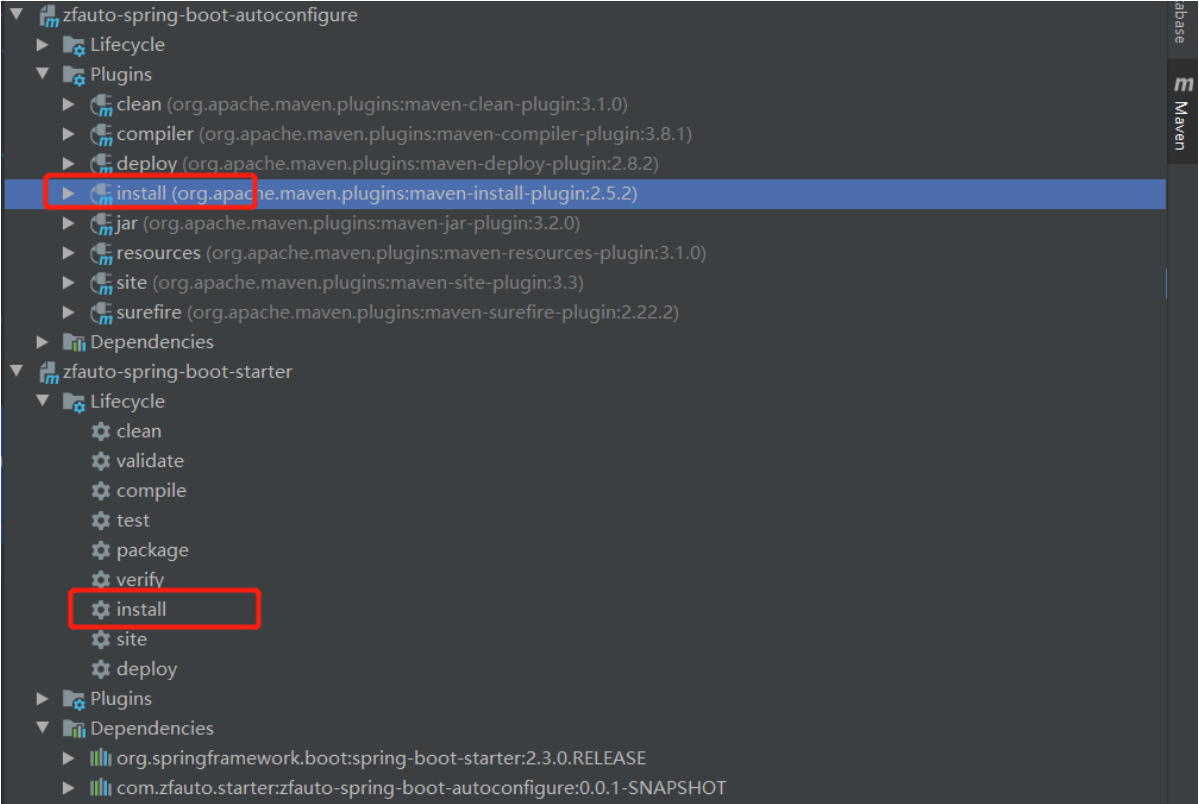 zfauto-spring-boot-autoconfigure
Lifecycle
Plugins
clean (org.apache.maven.plugins:maven-clean-plugin:3.1.0)
compiler (org.apache.maven.plugins:maven-compiler-plugin:3.8.1)
deploy (org.apache.maven.plugins:maven-deploy-plugin:2.8.2)
install (org.apache.maven.plugins:maven-install-plugin:2.5.2)
jar (org.apache.maven.plugins:maven-jar-plugin:3.2.0)
resources (org.apache.maven.plugins:maven-resources-plugin:3.1.0)
site (org.apache.maven.plugins:maven-site-plugin:3.3)
surefire (org.apache.maven.plugins:maven-surefire-plugin:2.22.2)
Dependencies
zfauto-spring-boot-starter
Lifecycle
clean
validate
compile
test
package
verify
install
site
deploy
Plugins
Dependencies
org.springframework.boot:spring-boot-starter:2.3.0.RELEASE
com.zfauto.starter:zfauto-spring-boot-autoconfigure:0.0.1-SNAPSHOT
abase
m Maven